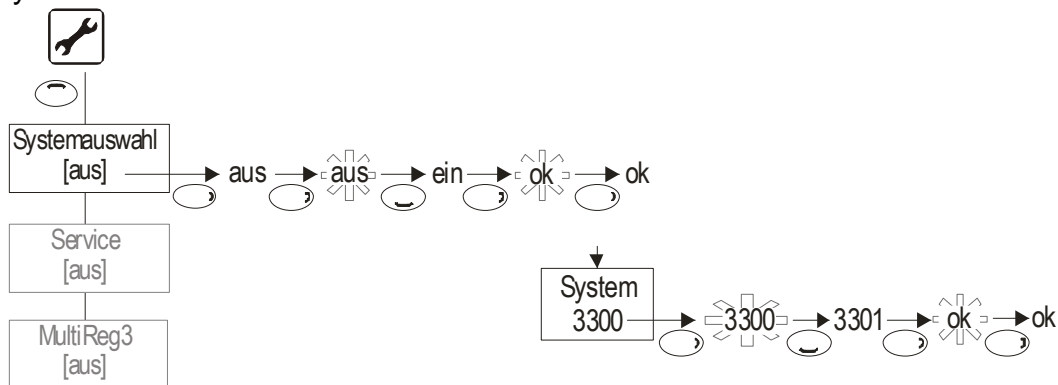 Systemauswahl
[aus]
aus
aus
ein
ok
ok
Service
[aus]
System
3300
3300
3301
ok
ok
MultiReg3
[aus]